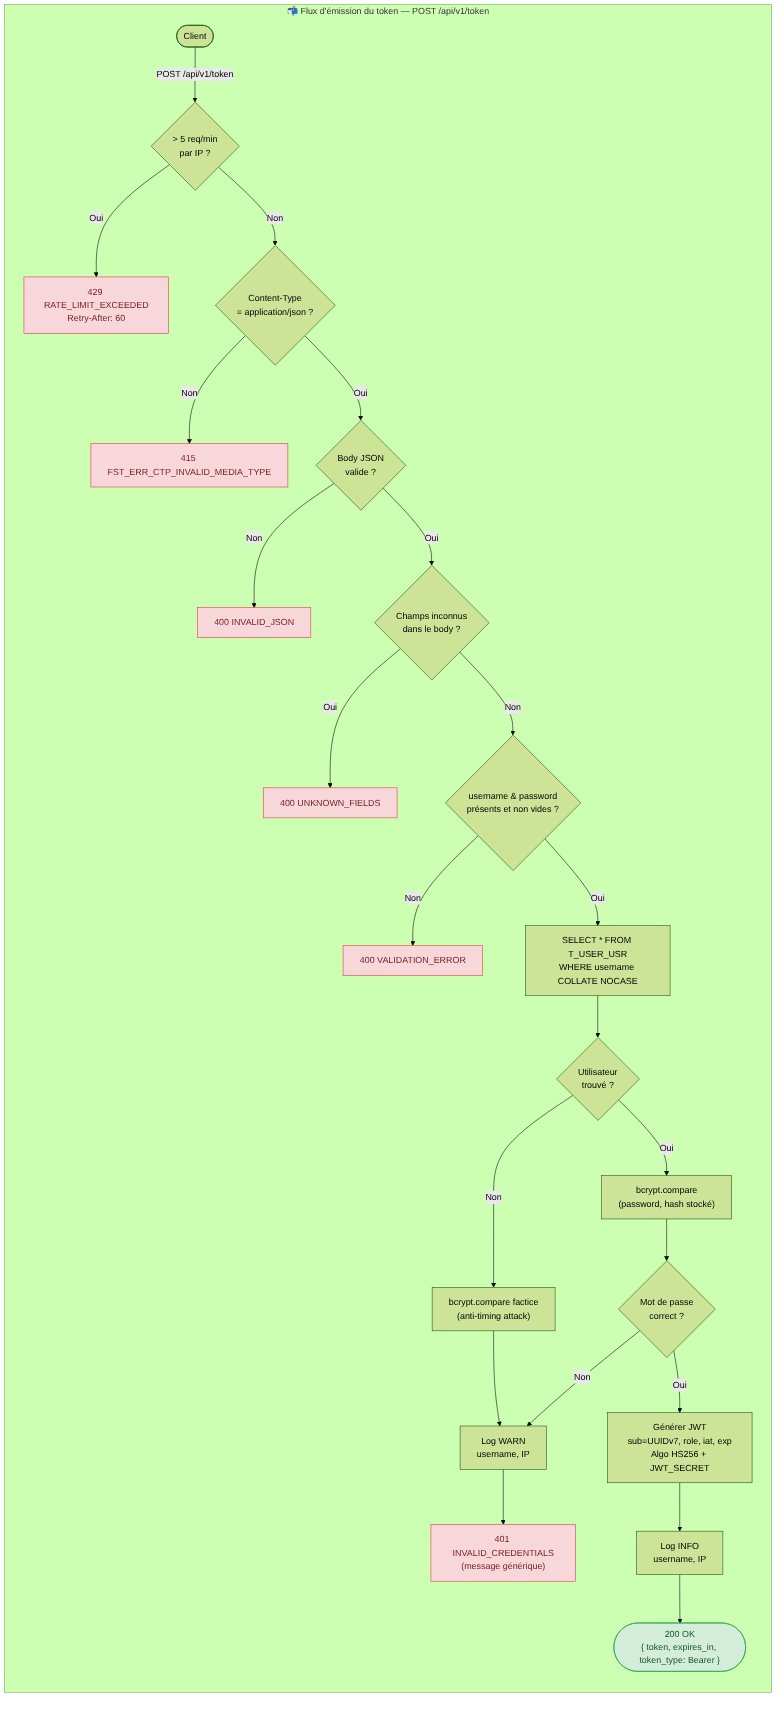 📬 Flux d'émission du token — POST /api/v1/token
Client
POST /api/v1/token
> 5 req/min
par IP ?
Oui
Non
429
RATE_LIMIT_EXCEEDED
Retry-After: 60
Content-Type
= application/json ?
Non
Oui
415
FST_ERR_CTP_INVALID_MEDIA_TYPE
Body JSON
valide ?
Non
Oui
400 INVALID_JSON
Champs inconnus
dans le body ?
Oui
Non
400 UNKNOWN_FIELDS
username & password
présents et non vides ?
Non
Oui
400 VALIDATION_ERROR
SELECT * FROM
T_USER_USR
WHERE username
COLLATE NOCASE
Utilisateur
trouvé ?
Non
Oui
bcrypt.compare
(password, hash stocké)
bcrypt.compare factice
(anti-timing attack)
Mot de passe
correct ?
Non
Oui
Log WARN
username, IP
Générer JWT
sub=UUIDv7, role, iat, exp
Algo HS256 +
JWT_SECRET
401
INVALID_CREDENTIALS
(message générique)
Log INFO
username, IP
200 OK
{ token, expires_in,
token_type: Bearer }